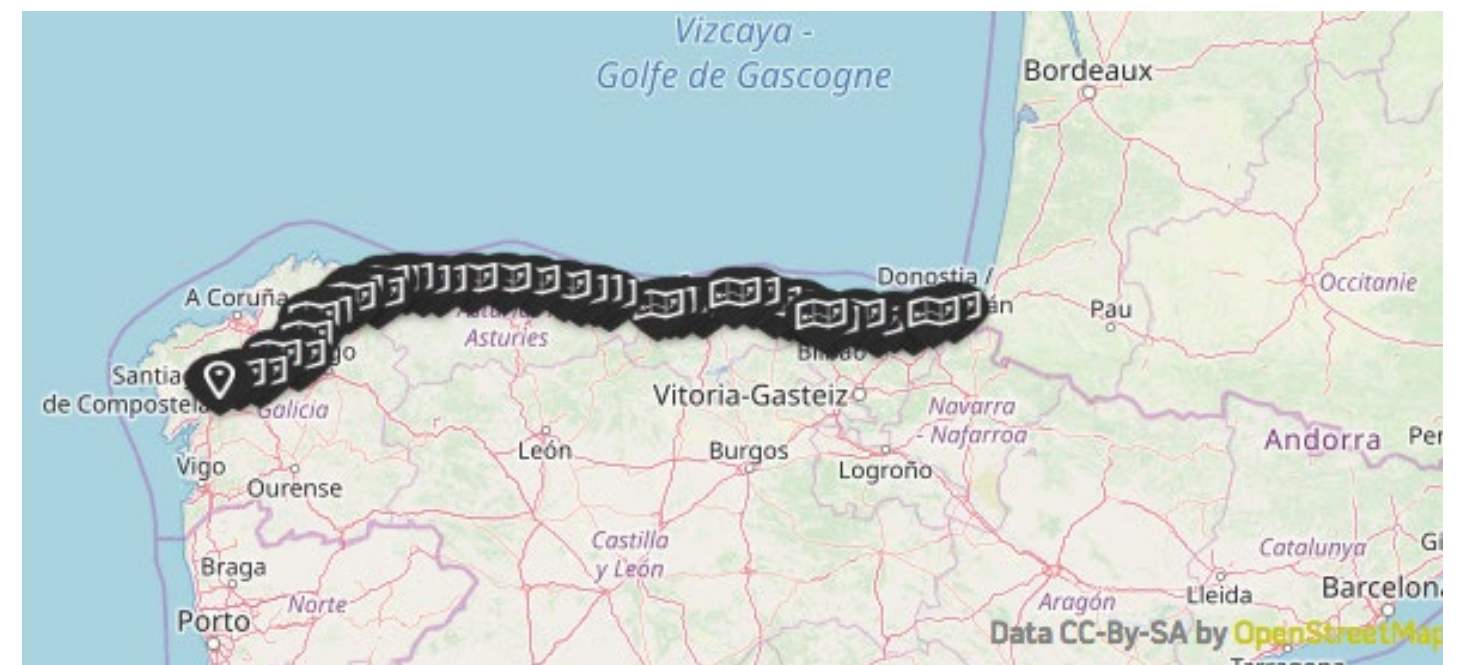 Vizcaya -
Golfe de Gascogne
Bordeaux
Donostia /
A Coruña
Occitanie
Pau
Asturies
Santia
de Compostela
Galicia
Bilbao
Vitoria-Gasteiz
Navarra
- Nafarroa
Andorra
León
Burgos
Logroño
Vigo
Ourense
Castilla
y León
Catalunya
Braga
Norte
Porto
Aragón
Lleida
Barcelona
Data CC-By-SA by OpenStreetMap